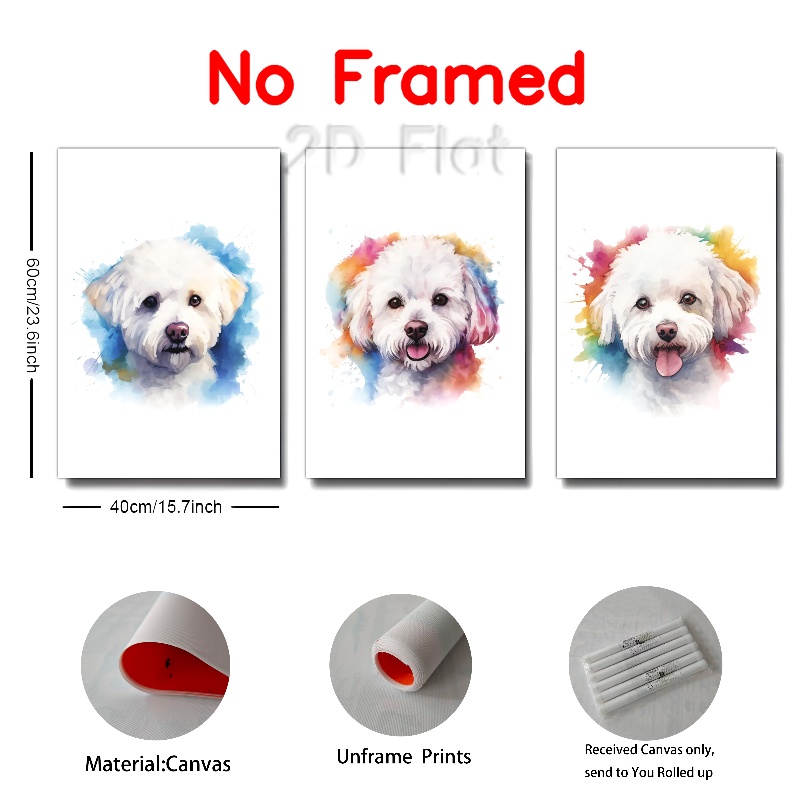 No Framed
2D Flat
60cm/23.6inch
40cm/15.7inch
Material:Canvas
Unframe Prints
Received Canvas only,
send to You Rolled up